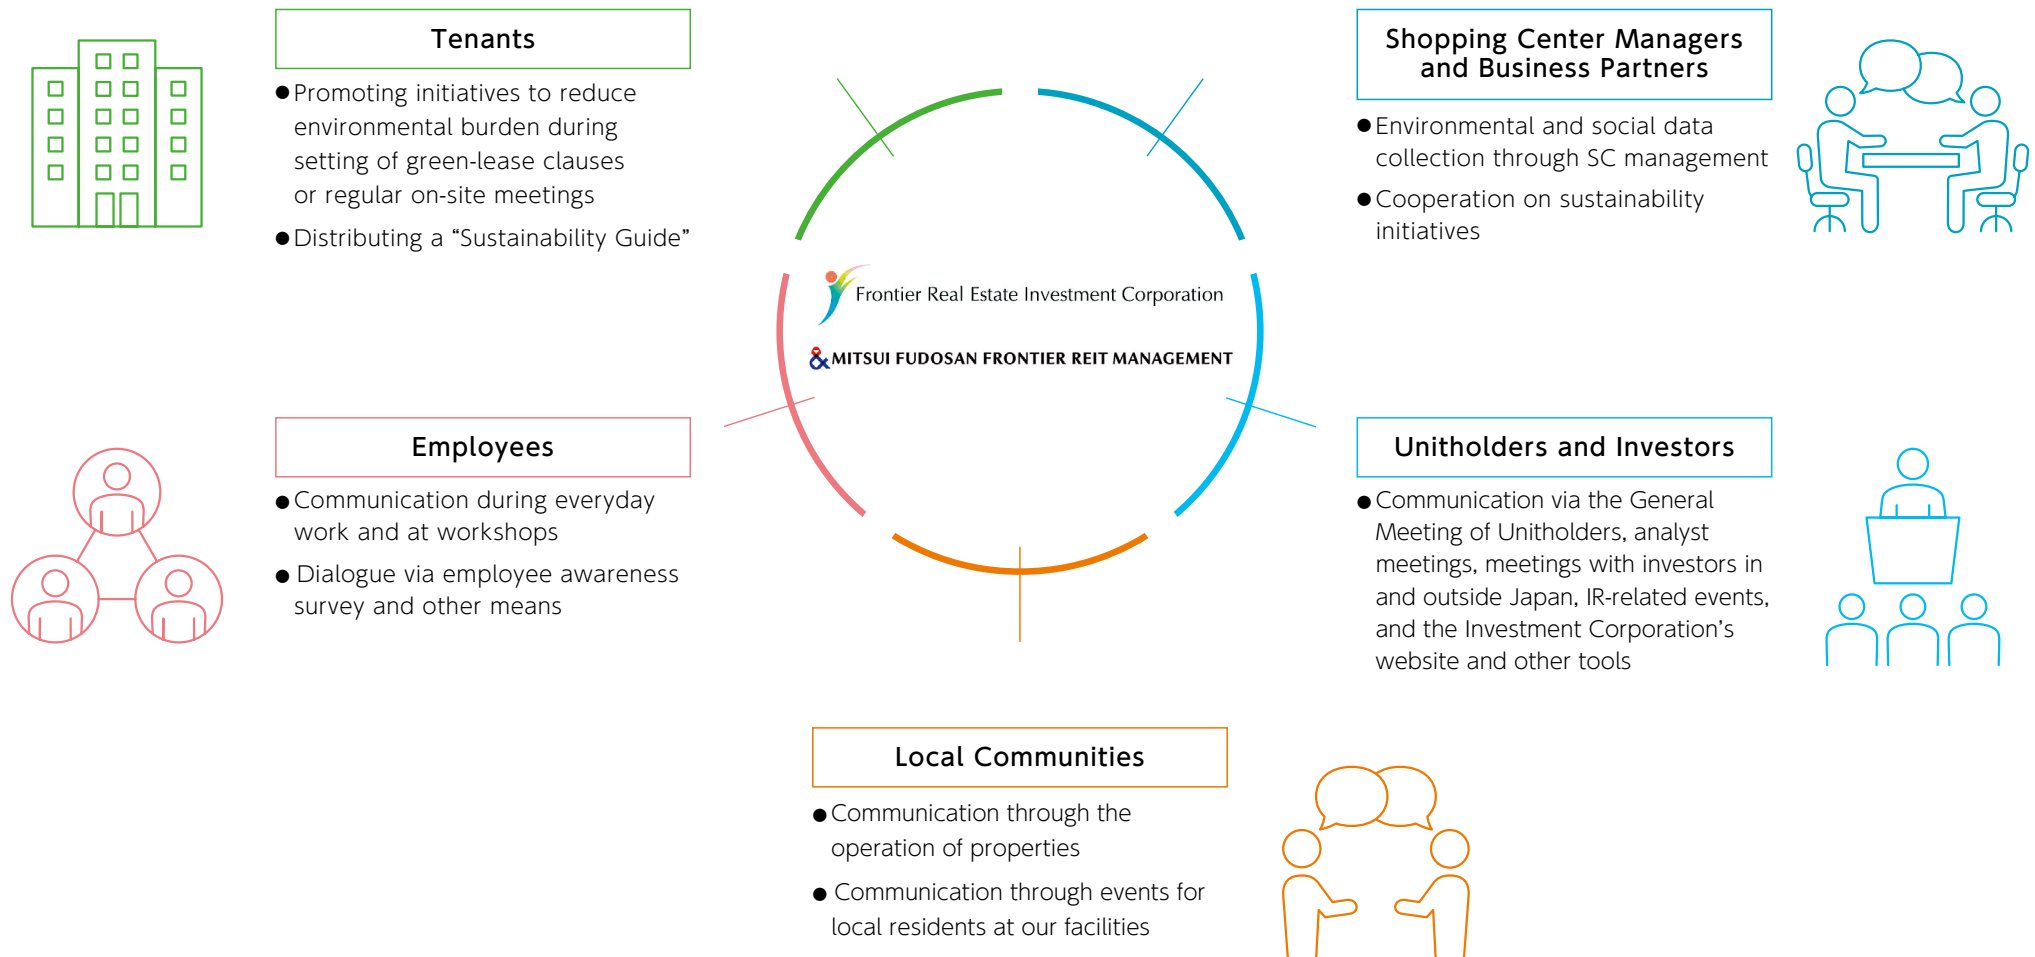 Tenants
●Promoting initiatives to reduce
environmental burden during
setting of green-lease clauses
or regular on-site meetings
●Distributing a “Sustainability Guide”
Shopping Center Managers
and Business Partners
●Environmental and social data
collection through SC management
●Cooperation on sustainability
initiatives
Frontier Real Estate Investment Corporation
& MITSUI FUDOSAN FRONTIER REIT MANAGEMENT
Employees
●Communication during everyday
work and at workshops
●Dialogue via employee awareness
survey and other means
Unitholders and Investors
●Communication via the General
Meeting of Unitholders, analyst
meetings, meetings with investors in
and outside Japan, IR-related events,
and the Investment Corporation’s
website and other tools
Local Communities
●Communication through the
operation of properties
●Communication through events for
local residents at our facilities